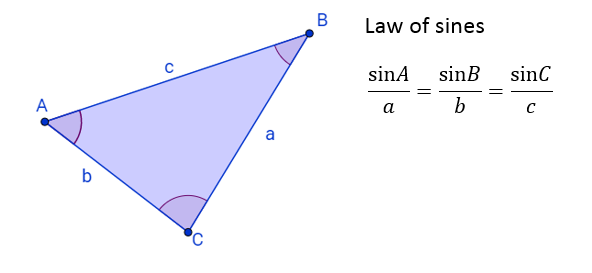 B
Law of sines
c
sinA/a = sinB/b = sinC/c
A
a
b
C